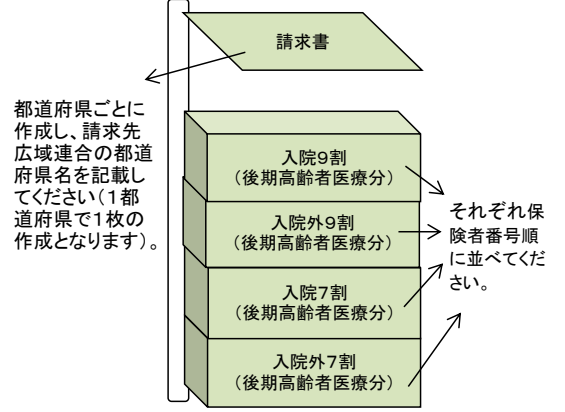 請求書
都道府県ごとに
作成し、請求先
広域連合の都道
府県名を記載し
てください（１都
道府県で１枚の
作成となります）。
入院９割
（後期高齢者医療分）
入院外９割
（後期高齢者医療分）
入院７割
（後期高齢者医療分）
入院外７割
（後期高齢者医療分）
それぞれ保
険者番号順
に並べてくだ
さい。